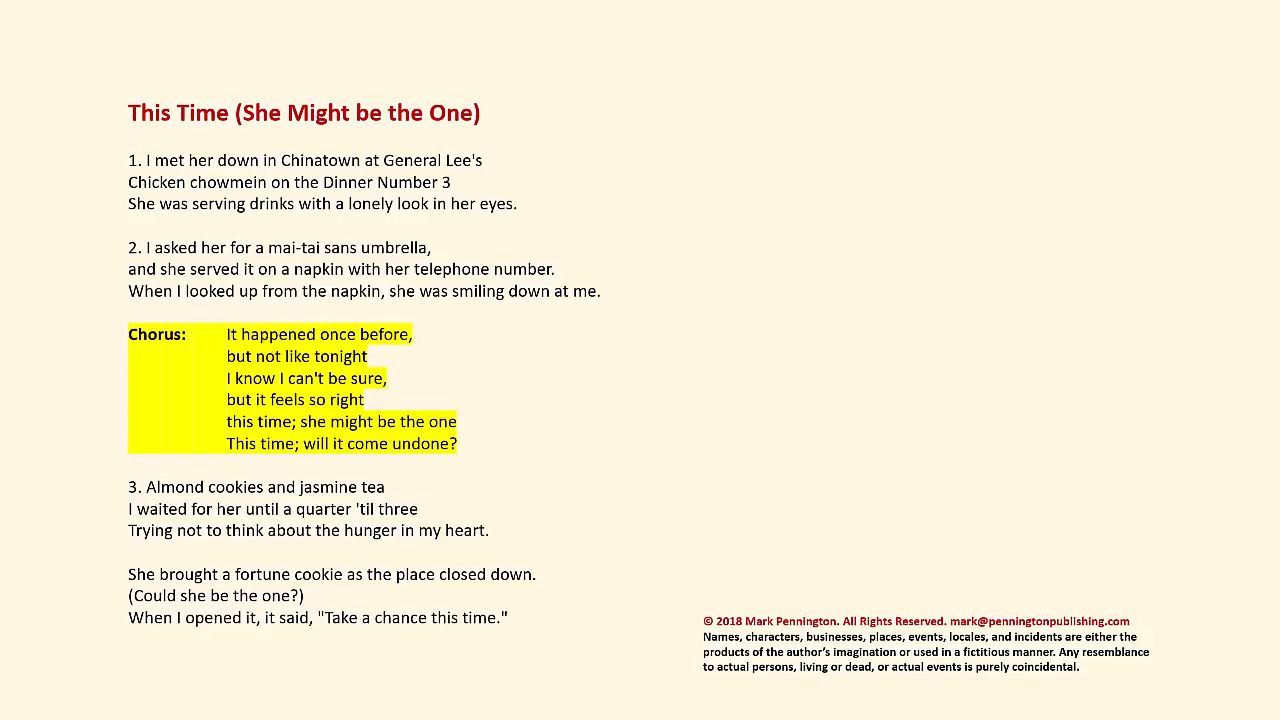 This Time (She Might be the One)
1. I met her down in Chinatown at General Lee's
Chicken chowmein on the Dinner Number 3
She was serving drinks with a lonely look in her eyes.
2. I asked her for a mai-tai sans umbrella,
and she served it on a napkin with her telephone number.
When I looked up from the napkin, she was smiling down at me.
Chorus: It happened once before,
but not like tonight
I know I can't be sure,
but it feels so right
this time; she might be the one
This time; will it come undone?
3. Almond cookies and jasmine tea
I waited for her until a quarter 'til three
Trying not to think about the hunger in my heart.
She brought a fortune cookie as the place closed down.
(Could she be the one?)
When I opened it, it said, "Take a chance this time."
© 2018 Mark Pennington. All Rights Reserved. mark@penningtonpublishing.com
Names, characters, businesses, places, events, locales, and incidents are either the
products of the author’s imagination or used in a fictitious manner. Any resemblance
to actual persons, living or dead, or actual events is purely coincidental.